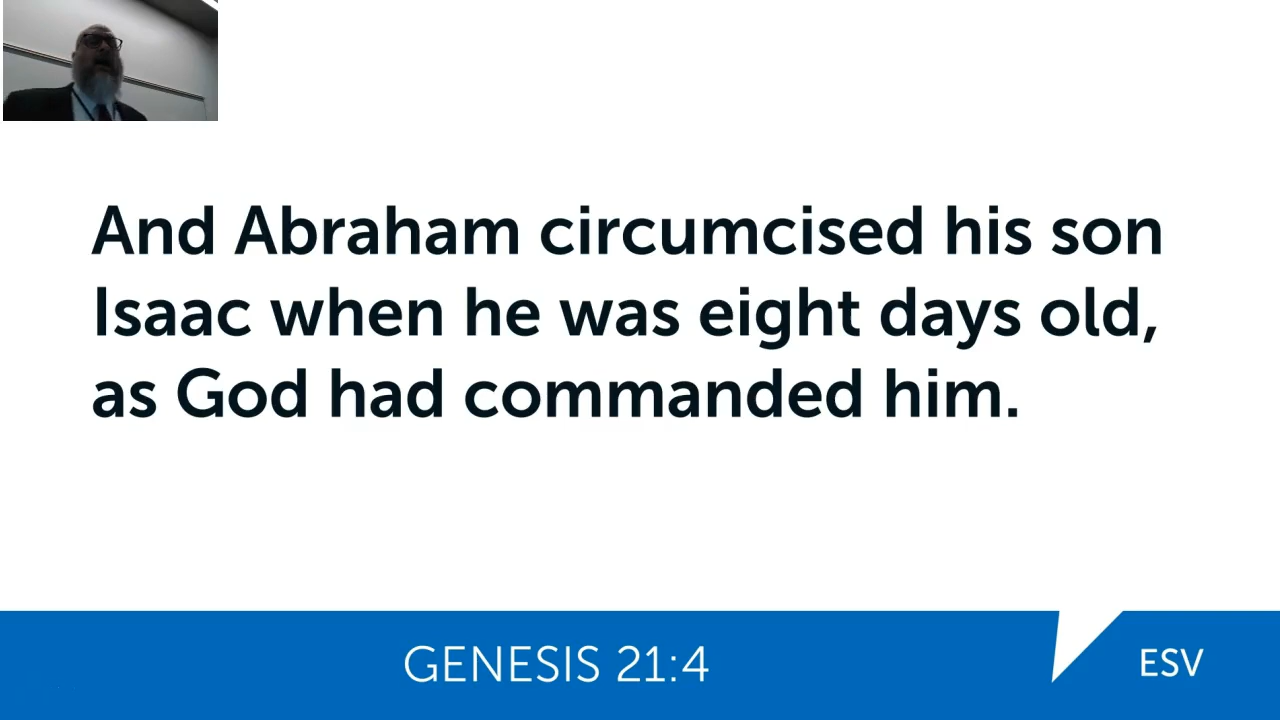 And Abraham circumcised his son
Isaac when he was eight days old,
as God had commanded him.
GENESIS 21:4
ESV